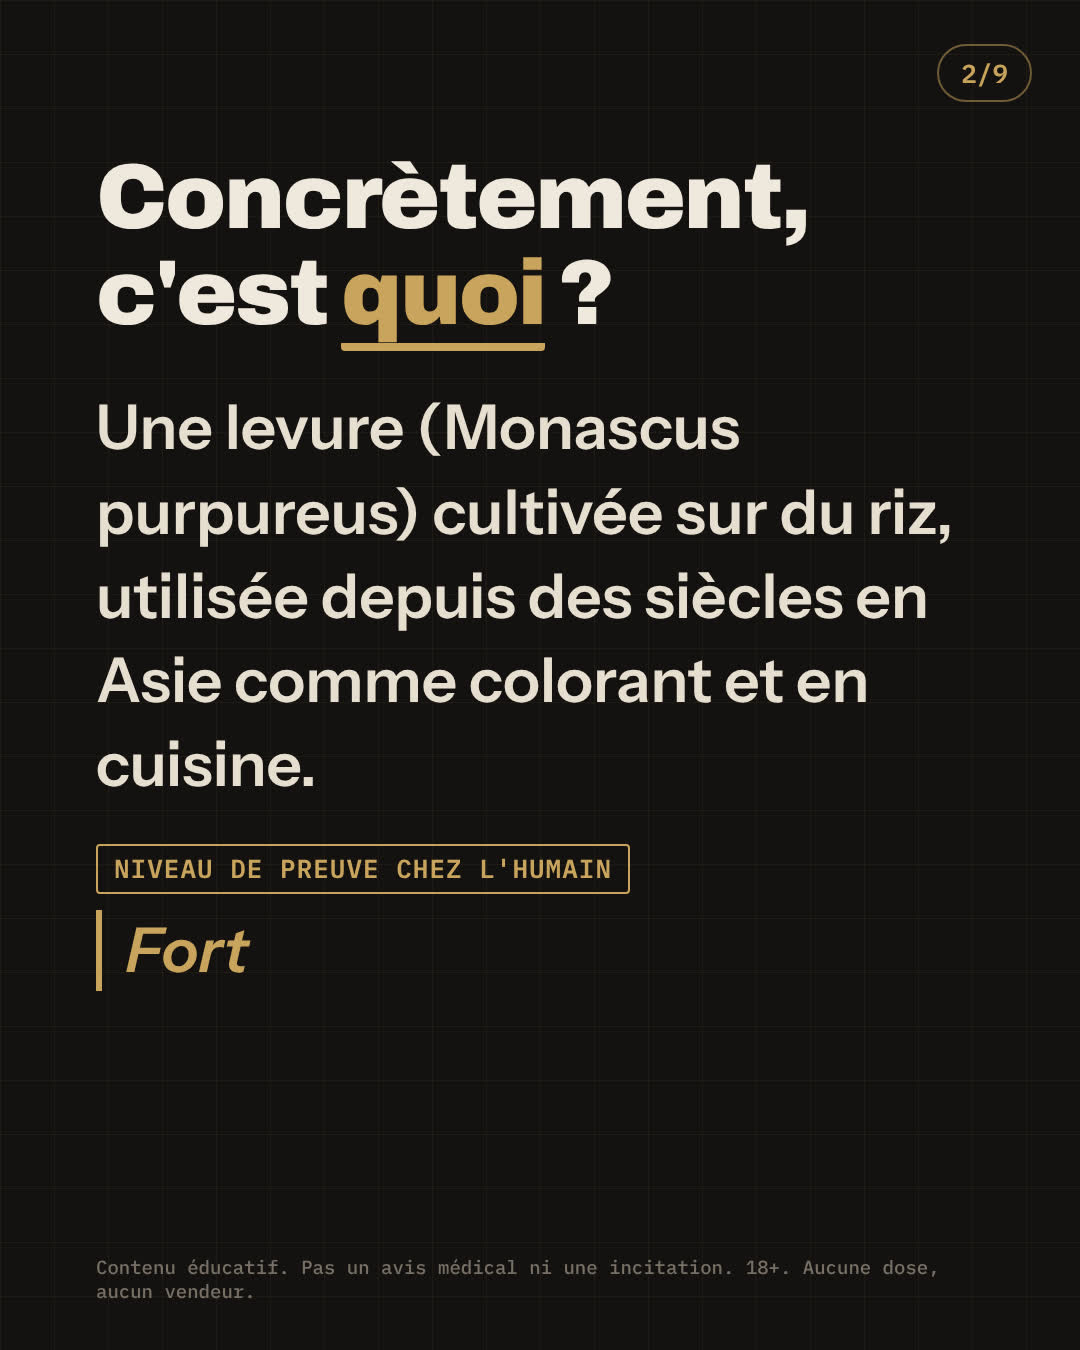 2/9
Concrètement,
c'est quoi ?
Une levure (Monascus
purpureus) cultivée sur du riz,
utilisée depuis des siècles en
Asie comme colorant et en
cuisine.
NIVEAU DE PREUVE CHEZ L'HUMAIN
Fort
Contenu éducatif. Pas un avis médical ni une incitation. 18+. Aucune dose,
aucun vendeur.